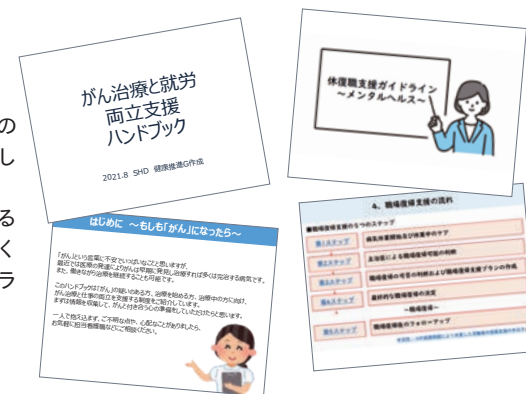 の
し
る
く
ラ
がん治療と就労
両立支援
ハンドブック
2021.8 SHD 健康推進G作成
休復職支援ガイドライン
～メンタルヘルス～
はじめに ～もしも「がん」になったら～
「がん」という言葉に不安でいっぱいなことと思いますが、
最近では医療の発達によりがんは早期に発見し治療すれば多くは完治する病気です。
また、働きながら治療を継続することも可能です。
このハンドブックは「がん」の疑いのある方、治療を始める方、治療中の方に向け、
がん治療と仕事の両立を支援する制度をご紹介しています。
まずは情報を収集して、がんと付き合う心の準備をしていただけたらと思います。
一人で抱え込まず、ご不明な点や、心配なことがありましたら、
お気軽に担当看護職などにご相談ください。
4、職場復帰支援の流れ
■職場復帰支援の5つのステップ
第1ステップ 病気休業開始及び休業中のケア
第2ステップ 主治医による職場復帰可能の判断
第3ステップ 職場復帰の可否の判断および職場復帰支援プランの作成
第4ステップ 最終的な職場復帰の決定
～職場復帰～
第5ステップ 職場復帰後のフォローアップ